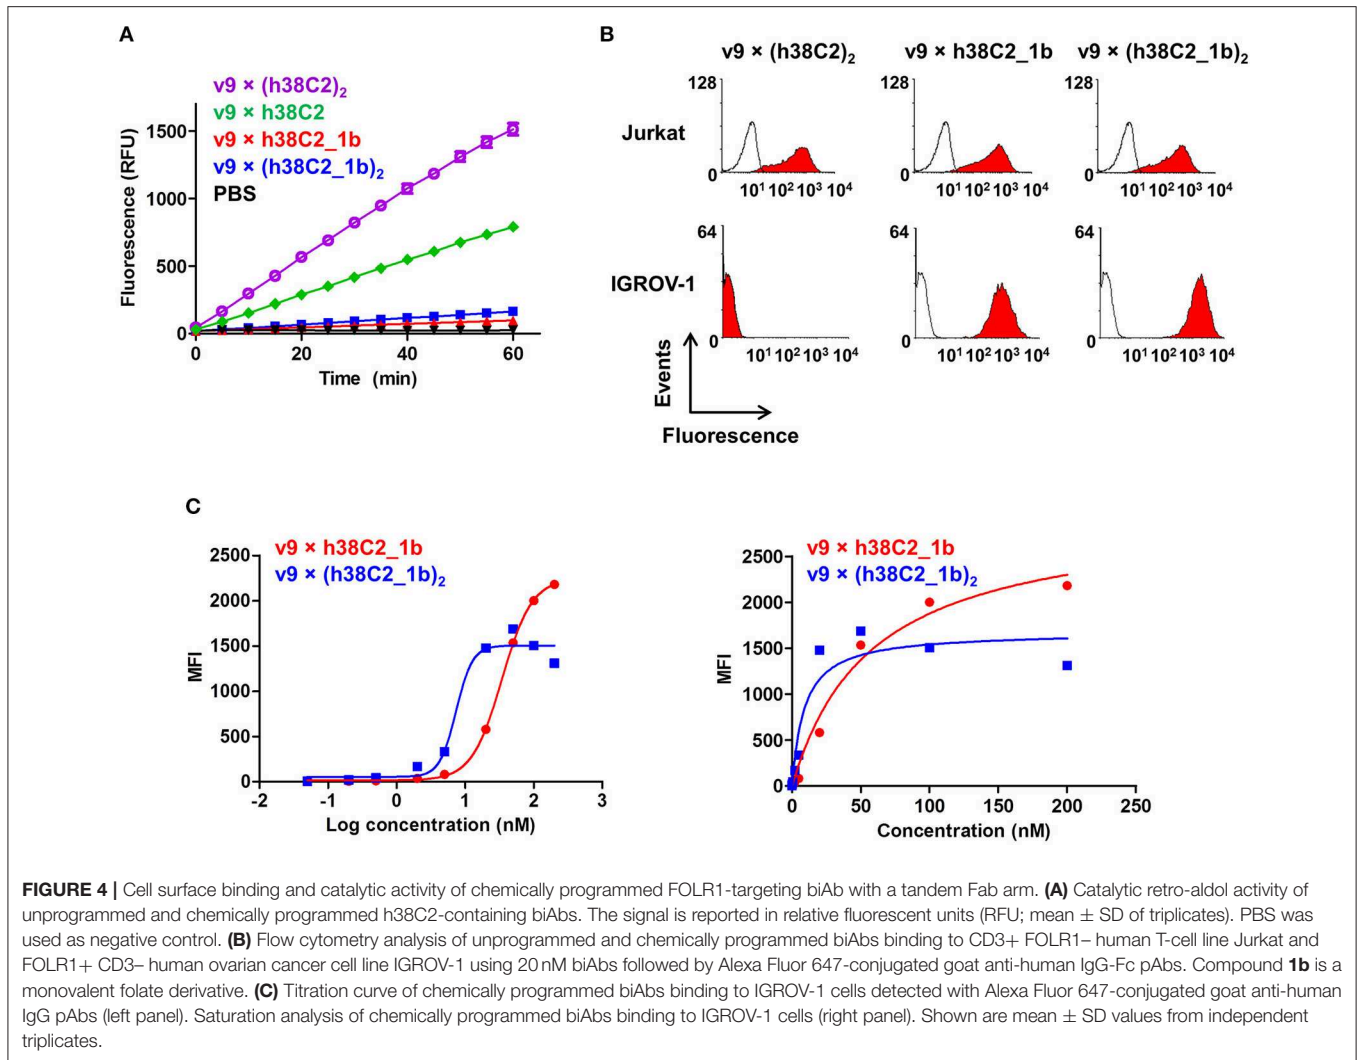 A
v9 × (h38C2)2
v9 × h38C2
v9 × h38C2_1b
v9 × (h38C2_1b)2
PBS
Fluorescence (RFU)
1500
1000
500
0
0 20 40 60
Time (min)
B
v9 × (h38C2)2 v9 × h38C2_1b v9 × (h38C2_1b)2
Jurkat
128 128 128
0 0 0
10¹ 10² 10³ 10⁴ 10¹ 10² 10³ 10⁴ 10¹ 10² 10³ 10⁴
IGROV-1
64 64 64
0 0 0
10¹ 10² 10³ 10⁴ 10¹ 10² 10³ 10⁴ 10¹ 10² 10³ 10⁴
Events
Fluorescence
C
v9 × h38C2_1b
v9 × (h38C2_1b)2
MFI
2500
2000
1500
1000
500
0
-2 -1 0 1 2 3
Log concentration (nM)
v9 × h38C2_1b
v9 × (h38C2_1b)2
MFI
2500
2000
1500
1000
500
0
0 50 100 150 200 250
Concentration (nM)
FIGURE 4 | Cell surface binding and catalytic activity of chemically programmed FOLR1-targeting biAb with a tandem Fab arm. (A) Catalytic retro-aldol activity of
unprogrammed and chemically programmed h38C2-containing biAbs. The signal is reported in relative fluorescent units (RFU; mean ± SD of triplicates). PBS was
used as negative control. (B) Flow cytometry analysis of unprogrammed and chemically programmed biAbs binding to CD3+ FOLR1– human T-cell line Jurkat and
FOLR1+ CD3– human ovarian cancer cell line IGROV-1 using 20 nM biAbs followed by Alexa Fluor 647-conjugated goat anti-human IgG-Fc pAbs. Compound 1b is a
monovalent folate derivative. (C) Titration curve of chemically programmed biAbs binding to IGROV-1 cells detected with Alexa Fluor 647-conjugated goat anti-human
IgG pAbs (left panel). Saturation analysis of chemically programmed biAbs binding to IGROV-1 cells (right panel). Shown are mean ± SD values from independent
triplicates.